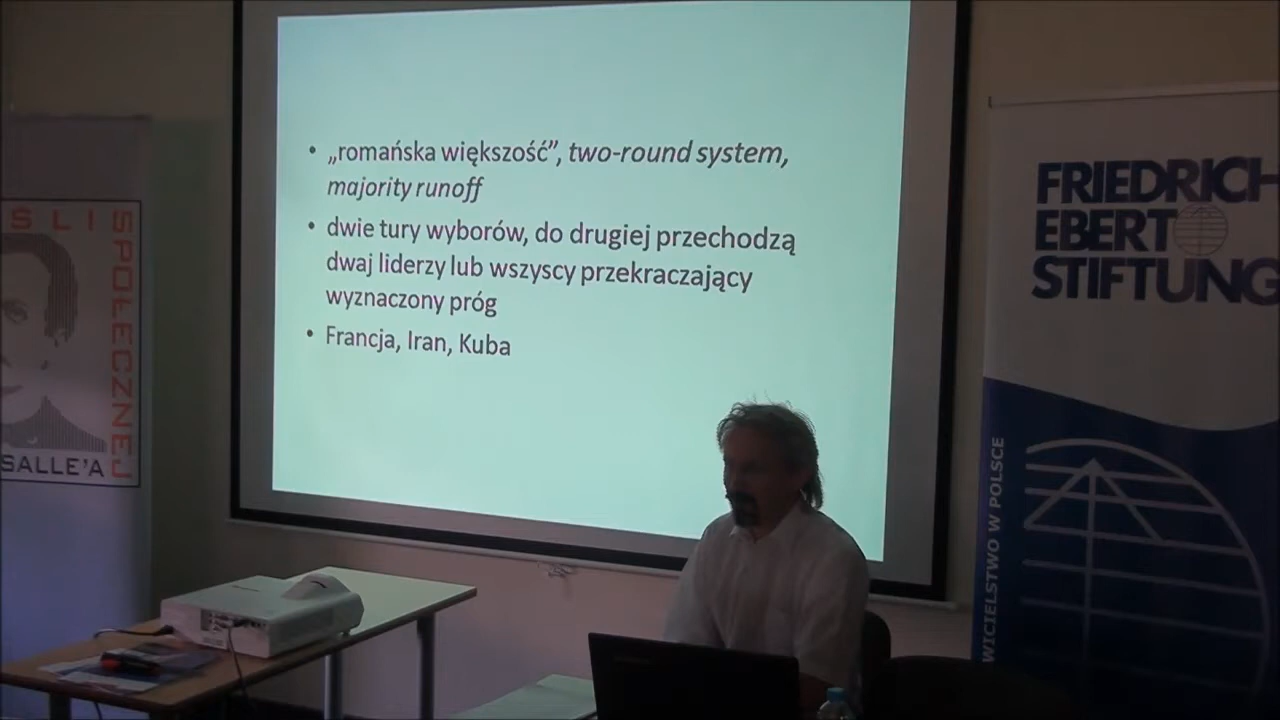 • „romańska większość”, two-round system,
majority runoff
• dwie tury wyborów, do drugiej przechodzą
dwaj liderzy lub wszyscy przekraczający
wyznaczony próg
• Francja, Iran, Kuba
ŚLI
SPOŁECZNEJ
SALLE'A
FRIEDRICH
EBERT
STIFTUNG
WICIELSTWO W POLSCE